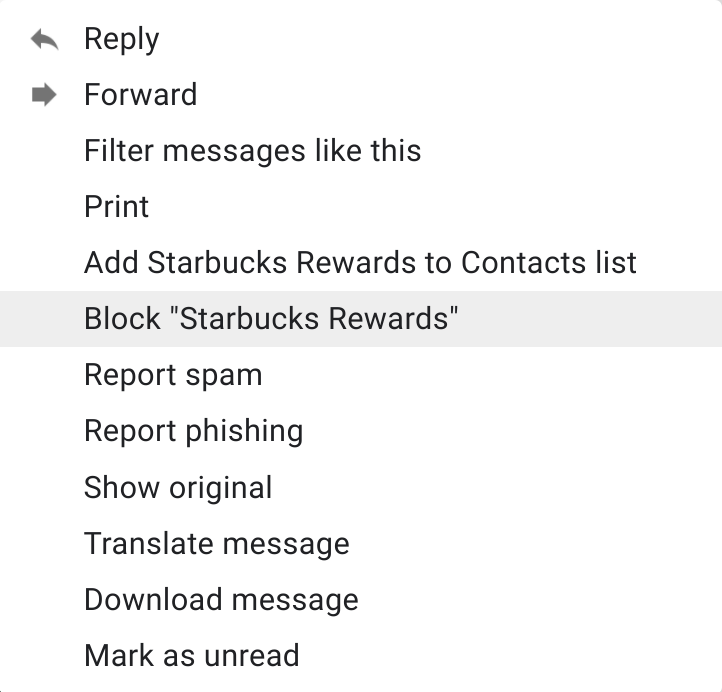 Reply
Forward
Filter messages like this
Print
Add Starbucks Rewards to Contacts list
Block "Starbucks Rewards"
Report spam
Report phishing
Show original
Translate message
Download message
Mark as unread